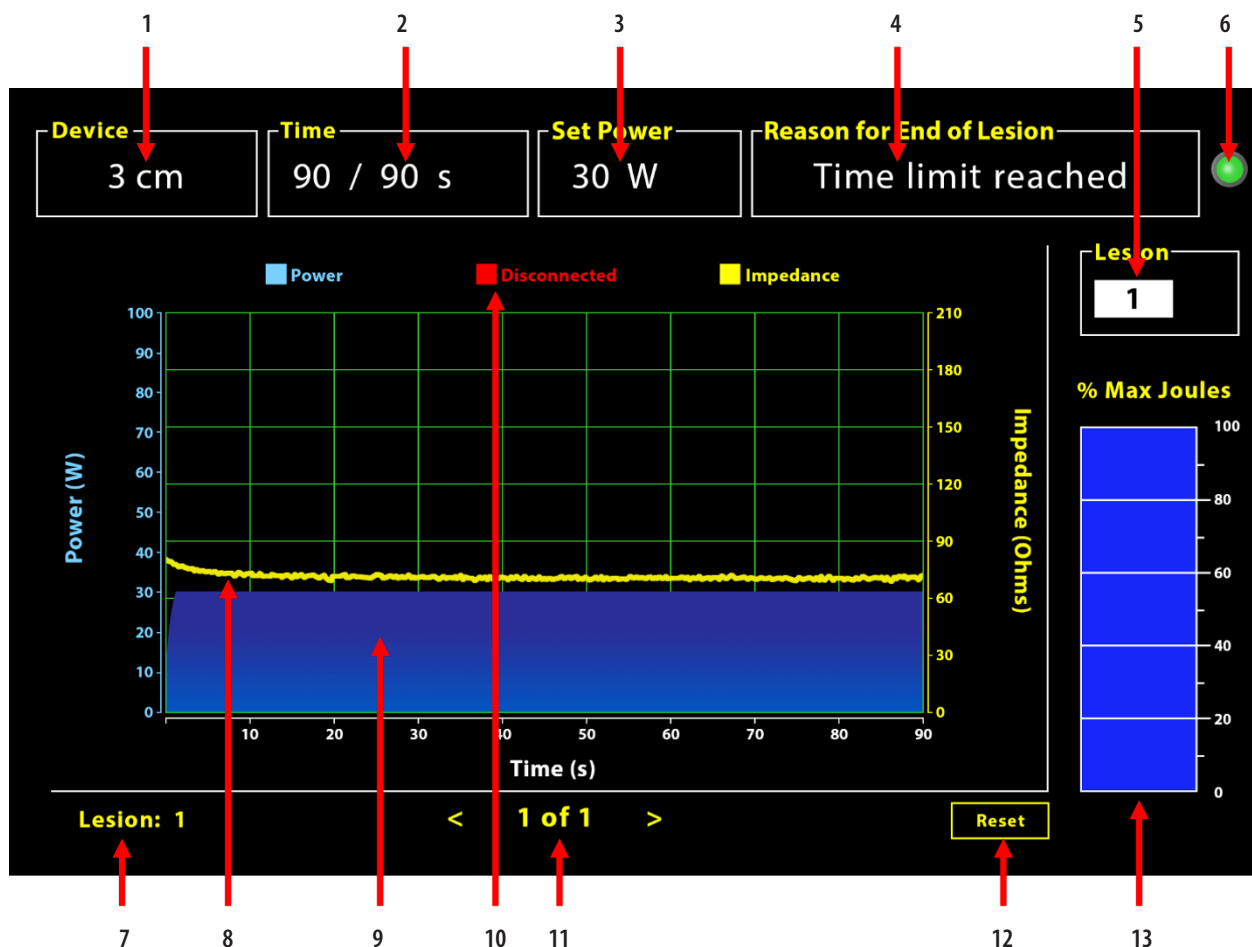 1 2 3 4 5 6
Device Time Set Power Reason for End of Lesion
3 cm 90 / 90 s 30 W Time limit reached
Lesion
1
Power Disconnected Impedance
% Max Joules
Power (W)
100
90
80
70
60
50
40
30
20
10
0
210
180
150
120
90
60
30
0
Impedance (Ohms)
100
80
60
40
20
0
10 20 30 40 50 60 70 80 90
Time (s)
Lesion: 1 < 1 of 1 > Reset
7 8 9 10 11 12 13